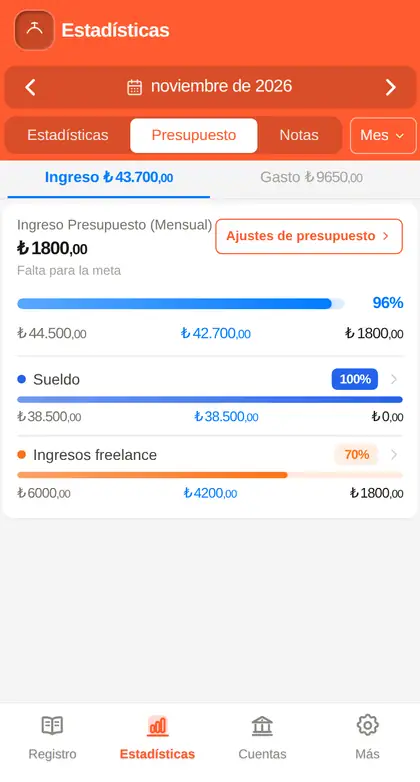 Estadísticas
noviembre de 2026
Estadísticas Presupuesto Notas Mes
Ingreso ₺ 43.700,00 Gasto ₺ 9650,00
Ingreso Presupuesto (Mensual)
₺ 1800,00
Ajustes de presupuesto
Falta para la meta
96%
₺ 44.500,00 ₺ 42.700,00 ₺ 1800,00
Sueldo 100%
₺ 38.500,00 ₺ 38.500,00 ₺ 0,00
Ingresos freelance 70%
₺ 6000,00 ₺ 4200,00 ₺ 1800,00
Registro Estadísticas Cuentas Más